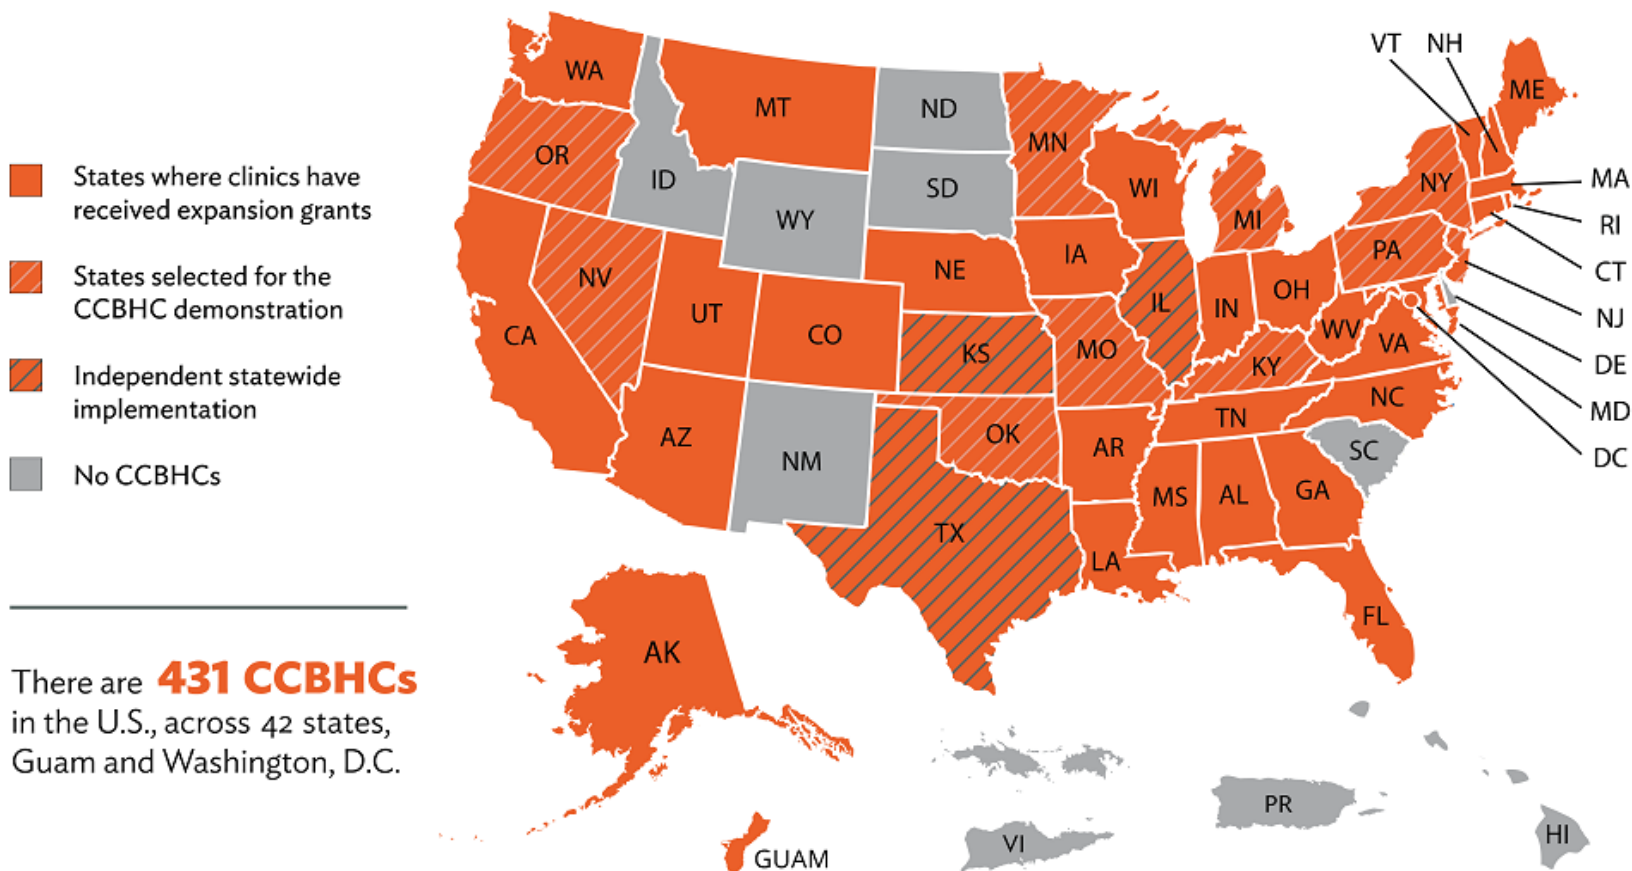 States where clinics have
received expansion grants
States selected for the
CCBHC demonstration
Independent statewide
implementation
No CCBHCs
There are 431 CCBHCs
in the U.S., across 42 states,
Guam and Washington, D.C.
VT NH
WA
ME
MT
ND
MN
OR
ID
SD
WI
NY
MA
WY
MI
RI
NV
NE
IA
PA
CT
UT
CO
IL
IN
OH
NJ
CA
KS
MO
WV
VA
DE
KY
NC
MD
AZ
NM
OK
AR
TN
SC
DC
TX
MS
AL
GA
LA
FL
AK
PR
VI
HI
GUAM